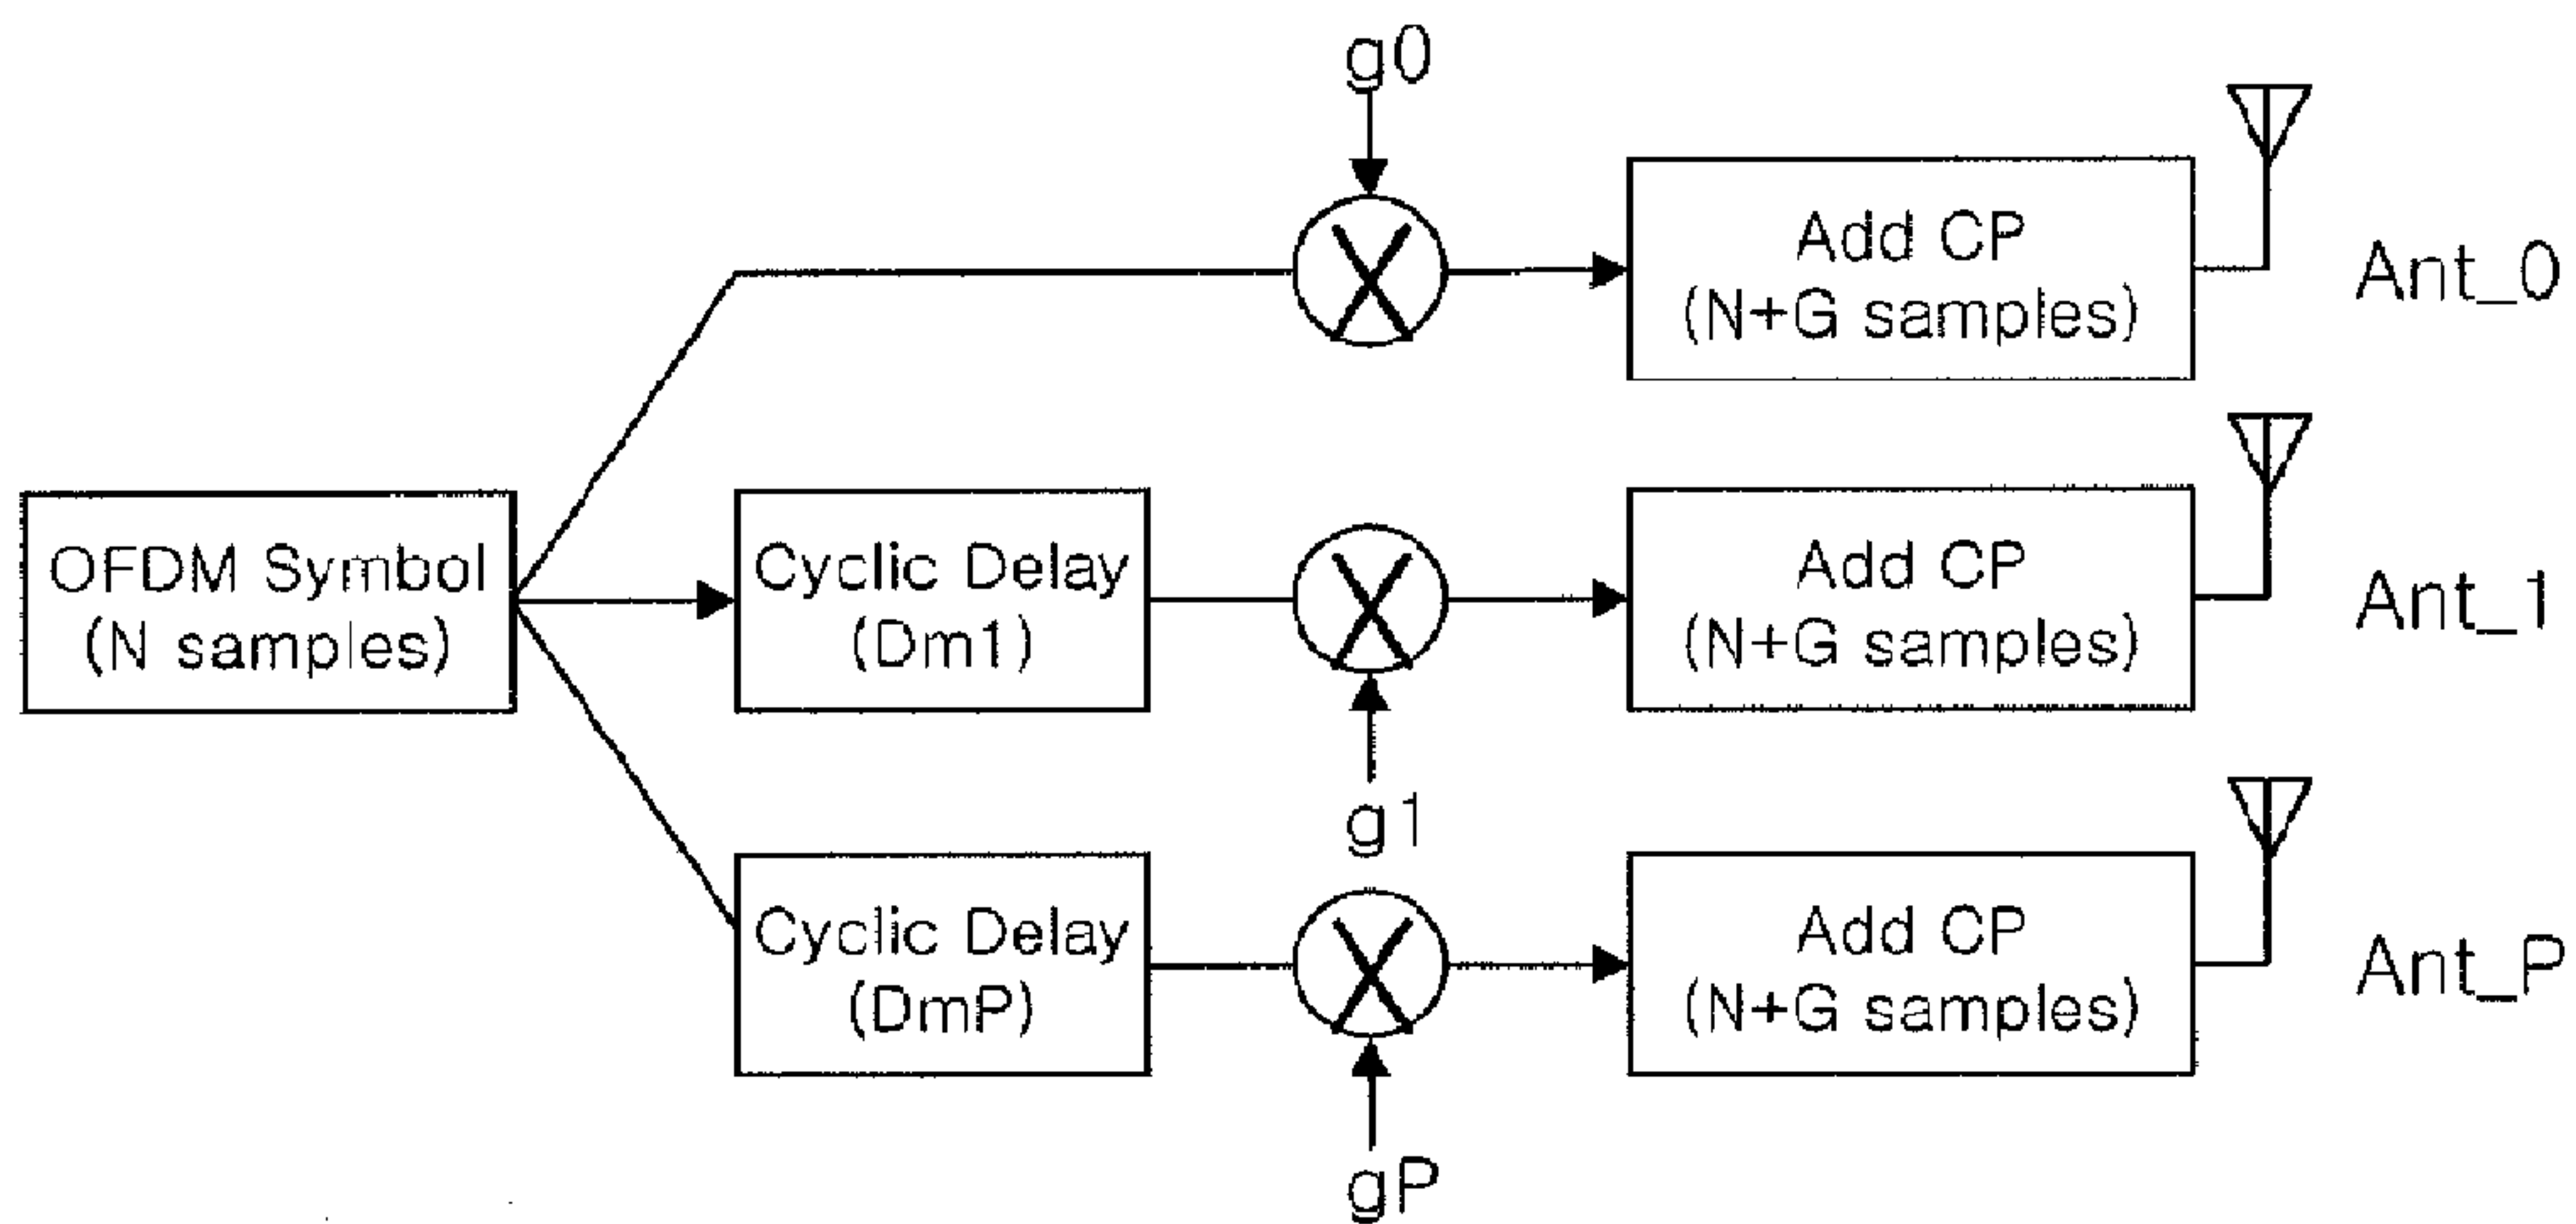 g0
Add CP
(N+G samples)
Ant_0
OFDM Symbol
(N samples)
Cyclic Delay
(Dm1)
Add CP
(N+G samples)
Ant_1
g1
Cyclic Delay
(DmP)
Add CP
(N+G samples)
Ant_P
gP